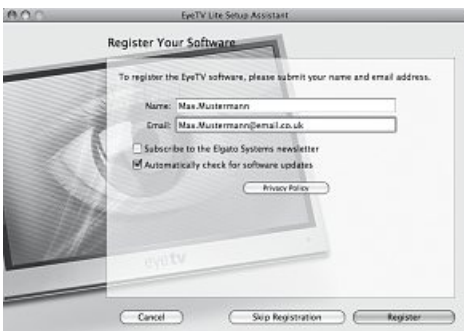 EyeTV Lite Setup Assistant
Register Your Software
To register the EyeTV software, please submit your name and email address.
Name: Max.Mustermann
Email: Max.Mustermann@email.co.uk
Subscribe to the Elgato Systems newsletter
Automatically check for software updates
Privacy Policy
eyetv
Cancel Skip Registration Register